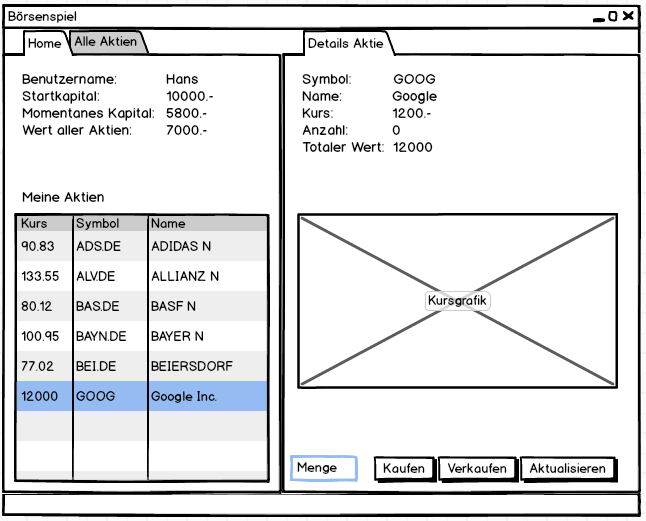 Börsenspiel
Home Alle Aktien
Benutzername: Hans
Startkapital: 10000.-
Momentanes Kapital: 5800.-
Wert aller Aktien: 7000.-
Meine Aktien
Kurs Symbol Name
90.83 ADS.DE ADIDAS N
133.55 ALV.DE ALLIANZ N
80.12 BAS.DE BASF N
100.95 BAYN.DE BAYER N
77.02 BEI.DE BEIERSDORF
12000 GOOG Google Inc.
Details Aktie
Symbol: GOOG
Name: Google
Kurs: 1200.-
Anzahl: 0
Totaler Wert: 12000
Kursgrafik
Menge Kaufen Verkaufen Aktualisieren